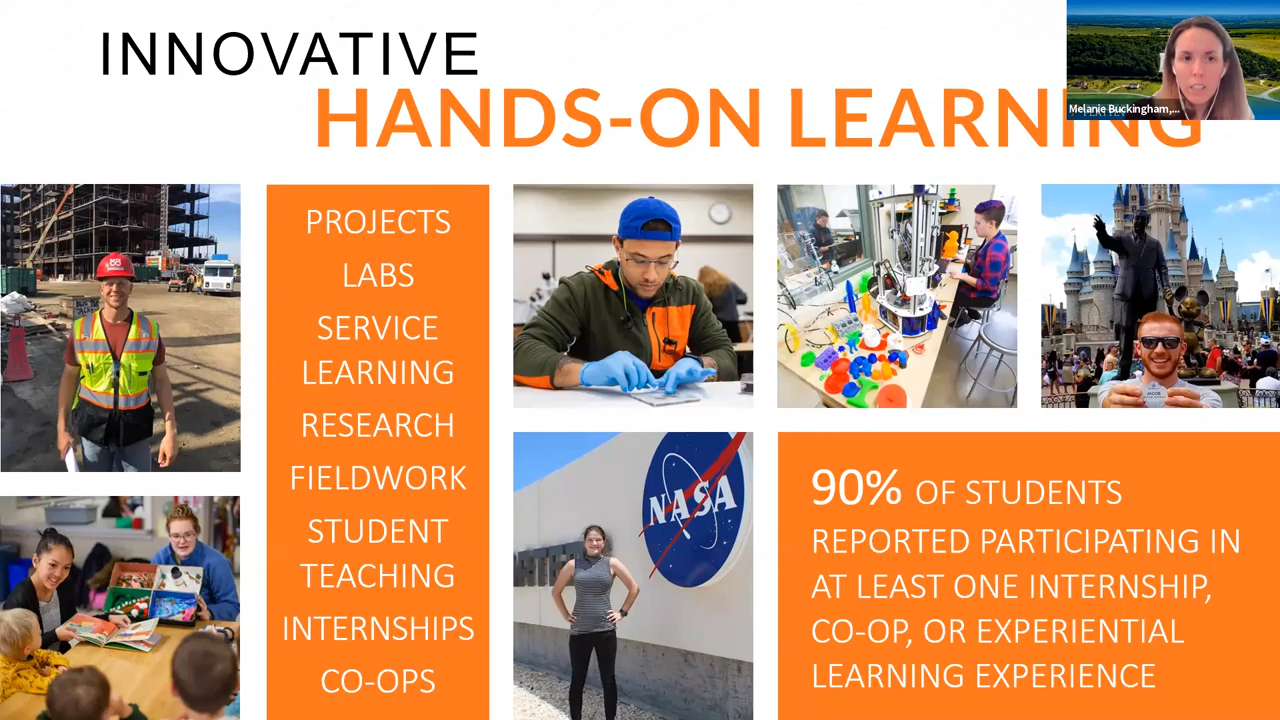 INNOVATIVE
HANDS-ON LEARNING
Melanie Buckingham,...
PROJECTS
LABS
SERVICE
LEARNING
RESEARCH
FIELDWORK
STUDENT
TEACHING
INTERNSHIPS
CO-OPS
NASA
JACOB
90% OF STUDENTS
REPORTED PARTICIPATING IN
AT LEAST ONE INTERNSHIP,
CO-OP, OR EXPERIENTIAL
LEARNING EXPERIENCE